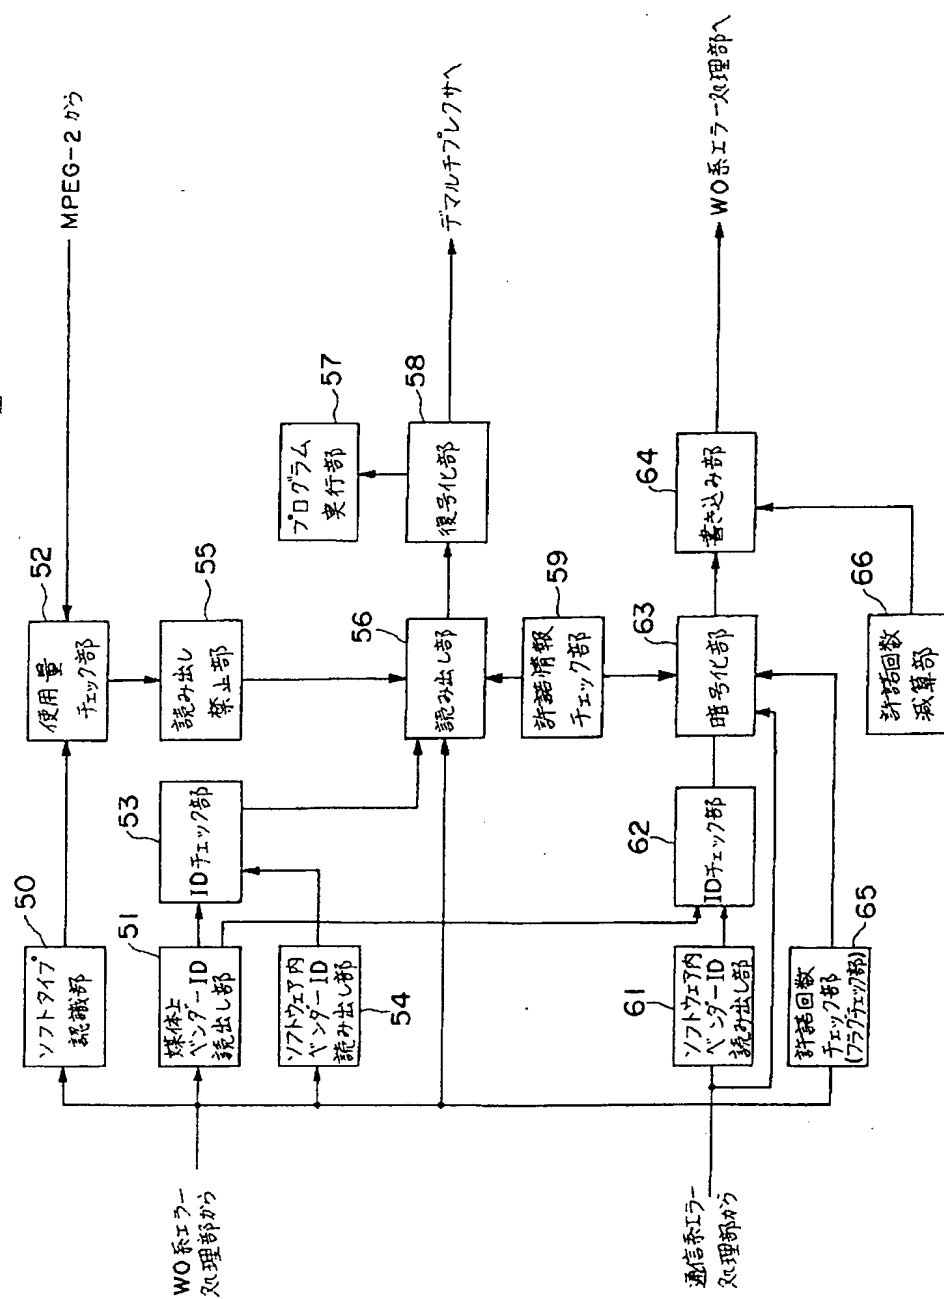 MPEG-2から
デマルチプレクサへ
WO系エラー処理部へ
52
使用量
チェック部
55
読み出し
禁止部
57
プログラム
実行部
58
復号化部
56
読み出し部
59
許諾情報
チェック部
64
書き込み部
63
暗号化部
66
許諾回数
減算部
50
ソフトタイプ
認識部
53
IDチェック部
51
媒体上
ベンダーID
読出し部
ソフトウェア内
ベンダーID
読み出し部
54
62
IDチェック部
61
ソフトウェア内
ベンダーID
読み出し部
65
許諾回数
チェック部
(フラグチェック部)
WO系エラー
処理部から
通信系エラー
処理部から